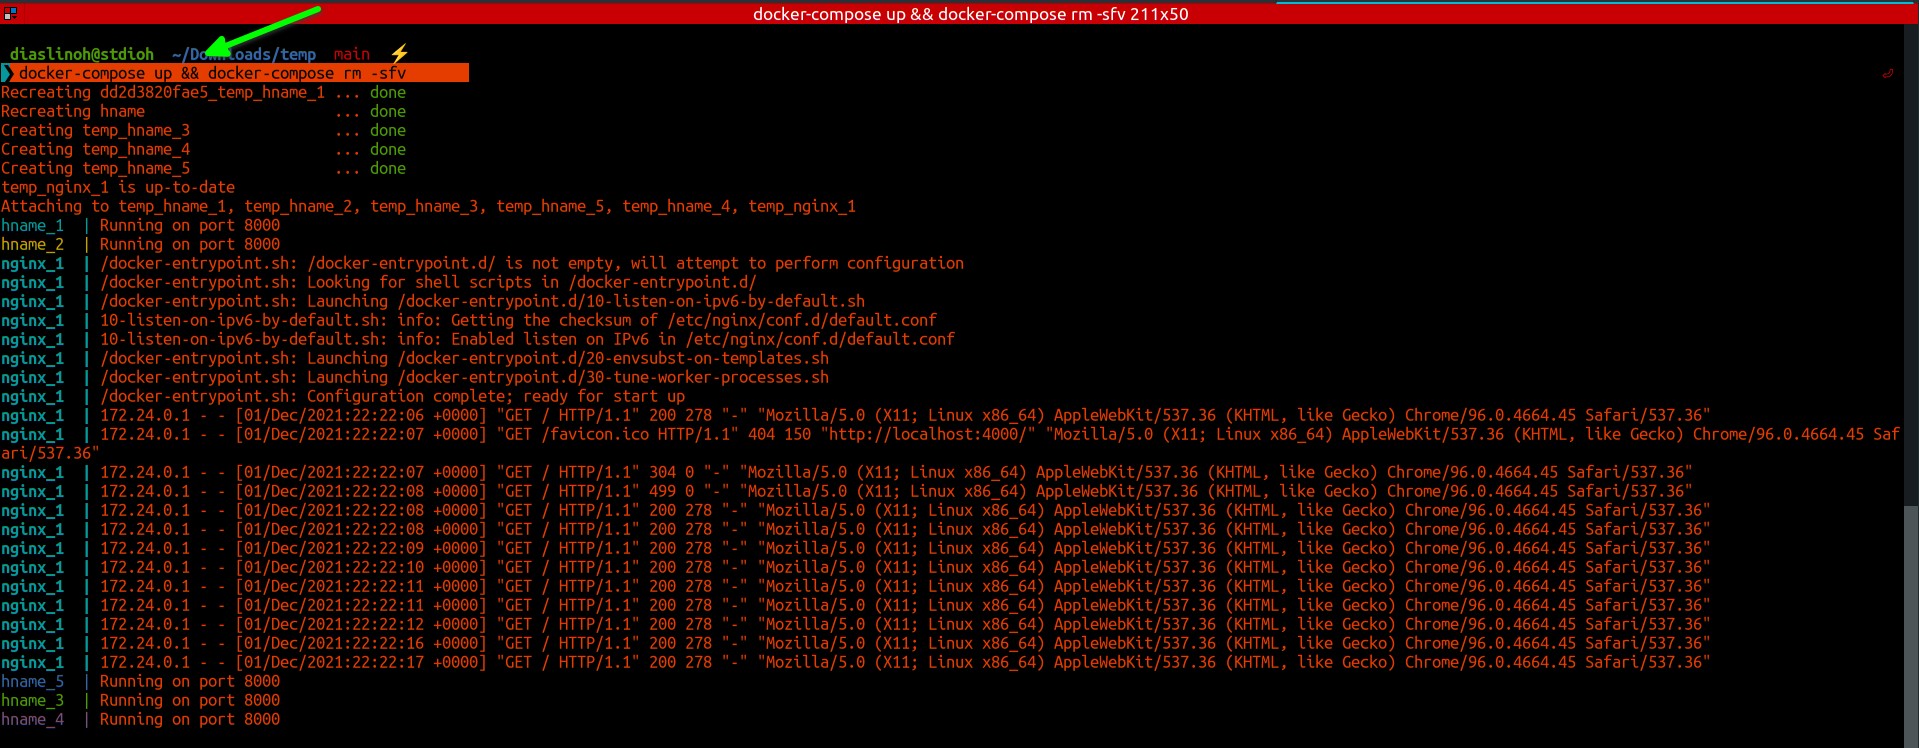 docker-compose up && docker-compose rm -sfv 211x50
diaslinoh@stdioh ~/Downloads/temp main ⚡
❯ docker-compose up && docker-compose rm -sfv
Recreating dd2d3820fae5_temp_hname_1 ... done
Recreating hname ... done
Creating temp_hname_3 ... done
Creating temp_hname_4 ... done
Creating temp_hname_5 ... done
temp_nginx_1 is up-to-date
Attaching to temp_hname_1, temp_hname_2, temp_hname_3, temp_hname_5, temp_hname_4, temp_nginx_1
hname_1 | Running on port 8000
hname_2 | Running on port 8000
nginx_1 | /docker-entrypoint.sh: /docker-entrypoint.d/ is not empty, will attempt to perform configuration
nginx_1 | /docker-entrypoint.sh: Looking for shell scripts in /docker-entrypoint.d/
nginx_1 | /docker-entrypoint.sh: Launching /docker-entrypoint.d/10-listen-on-ipv6-by-default.sh
nginx_1 | 10-listen-on-ipv6-by-default.sh: info: Getting the checksum of /etc/nginx/conf.d/default.conf
nginx_1 | 10-listen-on-ipv6-by-default.sh: info: Enabled listen on IPv6 in /etc/nginx/conf.d/default.conf
nginx_1 | /docker-entrypoint.sh: Launching /docker-entrypoint.d/20-envsubst-on-templates.sh
nginx_1 | /docker-entrypoint.sh: Launching /docker-entrypoint.d/30-tune-worker-processes.sh
nginx_1 | /docker-entrypoint.sh: Configuration complete; ready for start up
nginx_1 | 172.24.0.1 - - [01/Dec/2021:22:22:06 +0000] "GET / HTTP/1.1" 200 278 "-" "Mozilla/5.0 (X11; Linux x86_64) AppleWebKit/537.36 (KHTML, like Gecko) Chrome/96.0.4664.45 Safari/537.36"
nginx_1 | 172.24.0.1 - - [01/Dec/2021:22:22:07 +0000] "GET /favicon.ico HTTP/1.1" 404 150 "http://localhost:4000/" "Mozilla/5.0 (X11; Linux x86_64) AppleWebKit/537.36 (KHTML, like Gecko) Chrome/96.0.4664.45 Saf
ari/537.36"
nginx_1 | 172.24.0.1 - - [01/Dec/2021:22:22:07 +0000] "GET / HTTP/1.1" 304 0 "-" "Mozilla/5.0 (X11; Linux x86_64) AppleWebKit/537.36 (KHTML, like Gecko) Chrome/96.0.4664.45 Safari/537.36"
nginx_1 | 172.24.0.1 - - [01/Dec/2021:22:22:08 +0000] "GET / HTTP/1.1" 499 0 "-" "Mozilla/5.0 (X11; Linux x86_64) AppleWebKit/537.36 (KHTML, like Gecko) Chrome/96.0.4664.45 Safari/537.36"
nginx_1 | 172.24.0.1 - - [01/Dec/2021:22:22:08 +0000] "GET / HTTP/1.1" 200 278 "-" "Mozilla/5.0 (X11; Linux x86_64) AppleWebKit/537.36 (KHTML, like Gecko) Chrome/96.0.4664.45 Safari/537.36"
nginx_1 | 172.24.0.1 - - [01/Dec/2021:22:22:08 +0000] "GET / HTTP/1.1" 200 278 "-" "Mozilla/5.0 (X11; Linux x86_64) AppleWebKit/537.36 (KHTML, like Gecko) Chrome/96.0.4664.45 Safari/537.36"
nginx_1 | 172.24.0.1 - - [01/Dec/2021:22:22:09 +0000] "GET / HTTP/1.1" 200 278 "-" "Mozilla/5.0 (X11; Linux x86_64) AppleWebKit/537.36 (KHTML, like Gecko) Chrome/96.0.4664.45 Safari/537.36"
nginx_1 | 172.24.0.1 - - [01/Dec/2021:22:22:10 +0000] "GET / HTTP/1.1" 200 278 "-" "Mozilla/5.0 (X11; Linux x86_64) AppleWebKit/537.36 (KHTML, like Gecko) Chrome/96.0.4664.45 Safari/537.36"
nginx_1 | 172.24.0.1 - - [01/Dec/2021:22:22:11 +0000] "GET / HTTP/1.1" 200 278 "-" "Mozilla/5.0 (X11; Linux x86_64) AppleWebKit/537.36 (KHTML, like Gecko) Chrome/96.0.4664.45 Safari/537.36"
nginx_1 | 172.24.0.1 - - [01/Dec/2021:22:22:11 +0000] "GET / HTTP/1.1" 200 278 "-" "Mozilla/5.0 (X11; Linux x86_64) AppleWebKit/537.36 (KHTML, like Gecko) Chrome/96.0.4664.45 Safari/537.36"
nginx_1 | 172.24.0.1 - - [01/Dec/2021:22:22:12 +0000] "GET / HTTP/1.1" 200 278 "-" "Mozilla/5.0 (X11; Linux x86_64) AppleWebKit/537.36 (KHTML, like Gecko) Chrome/96.0.4664.45 Safari/537.36"
nginx_1 | 172.24.0.1 - - [01/Dec/2021:22:22:16 +0000] "GET / HTTP/1.1" 200 278 "-" "Mozilla/5.0 (X11; Linux x86_64) AppleWebKit/537.36 (KHTML, like Gecko) Chrome/96.0.4664.45 Safari/537.36"
nginx_1 | 172.24.0.1 - - [01/Dec/2021:22:22:17 +0000] "GET / HTTP/1.1" 200 278 "-" "Mozilla/5.0 (X11; Linux x86_64) AppleWebKit/537.36 (KHTML, like Gecko) Chrome/96.0.4664.45 Safari/537.36"
hname_5 | Running on port 8000
hname_3 | Running on port 8000
hname_4 | Running on port 8000